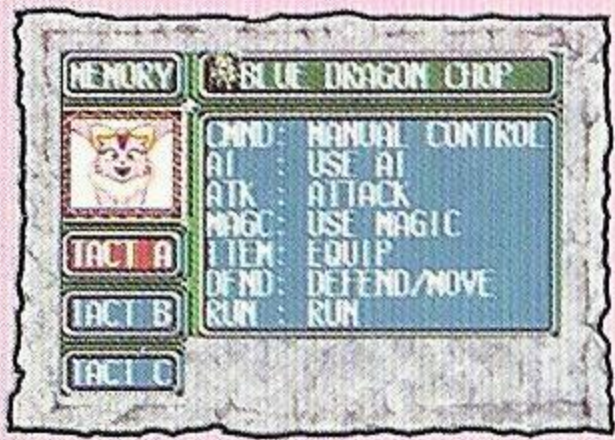 MEMORY
BLUE DRAGON CHOP
CMND: MANUAL CONTROL
AI : USE AI
ATK : ATTACK
MAGC: USE MAGIC
ITEM: EQUIP
DFND: DEFEND/MOVE
RUN : RUN
TACT A
TACT B
TACT C